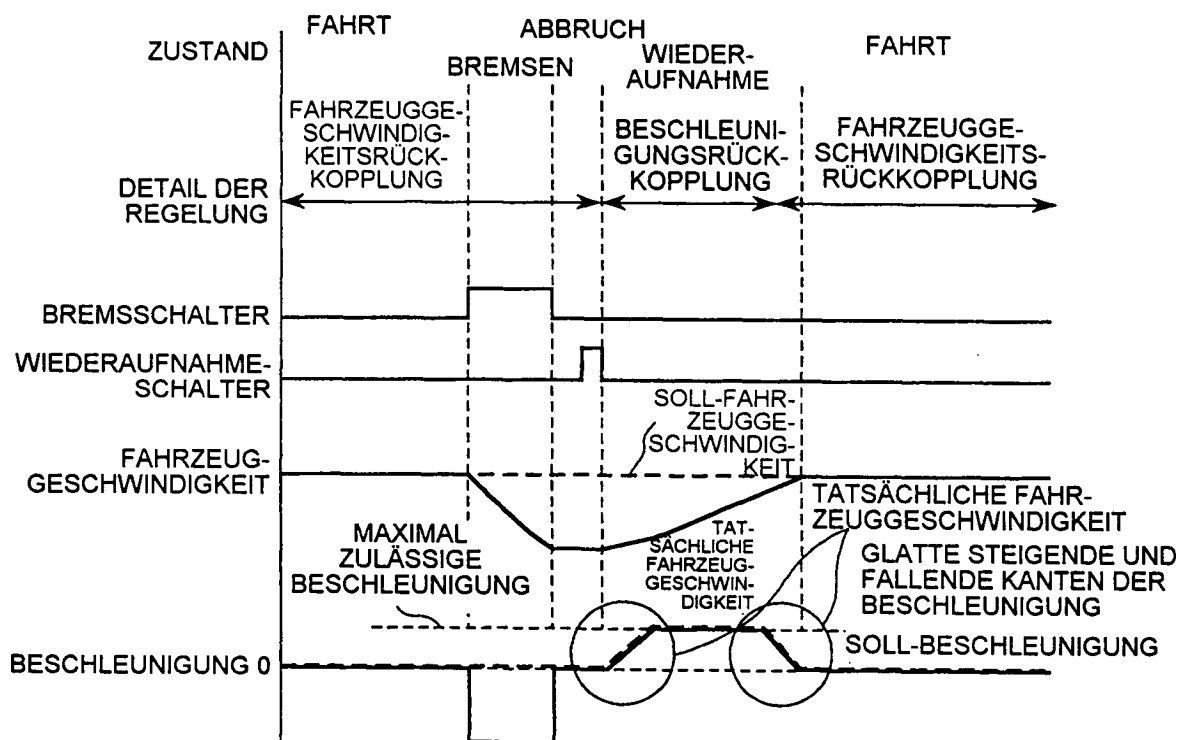 ZUSTAND
FAHRT
ABBRUCH
BREMSEN
WIEDER-
AUFNAHME
FAHRT
DETAIL DER
REGELUNG
FAHRZEUGGE-
SCHWINDIG-
KEITSRÜCK-
KOPPLUNG
BESCHLEUNI-
GUNGSRÜCK-
KOPPLUNG
FAHRZEUGGE-
SCHWINDIGKEITS-
RÜCKKOPPLUNG
BREMSSCHALTER
WIEDERAUFNAHME-
SCHALTER
SOLL-FAHR-
ZEUGGE-
SCHWINDIG-
KEIT
FAHRZEUG-
GESCHWINDIGKEIT
TATSÄCHLICHE FAHR-
ZEUGGESCHWINDIGKEIT
MAXIMAL
ZULÄSSIGE
BESCHLEUNIGUNG
TAT-
SÄCHLICHE
FAHRZEUG-
GESCHWIN-
DIGKEIT
GLATTE STEIGENDE UND
FALLENDE KANTEN DER
BESCHLEUNIGUNG
SOLL-BESCHLEUNIGUNG
BESCHLEUNIGUNG 0